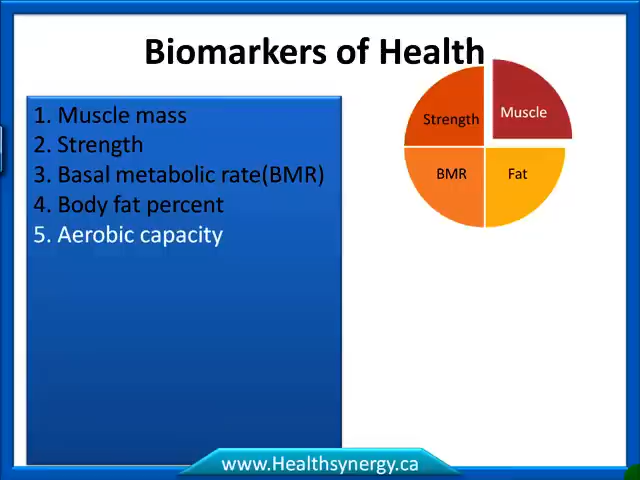 Biomarkers of Health
1. Muscle mass
2. Strength
3. Basal metabolic rate(BMR)
4. Body fat percent
5. Aerobic capacity
Strength
Muscle
BMR
Fat
www.Healthsynergy.ca